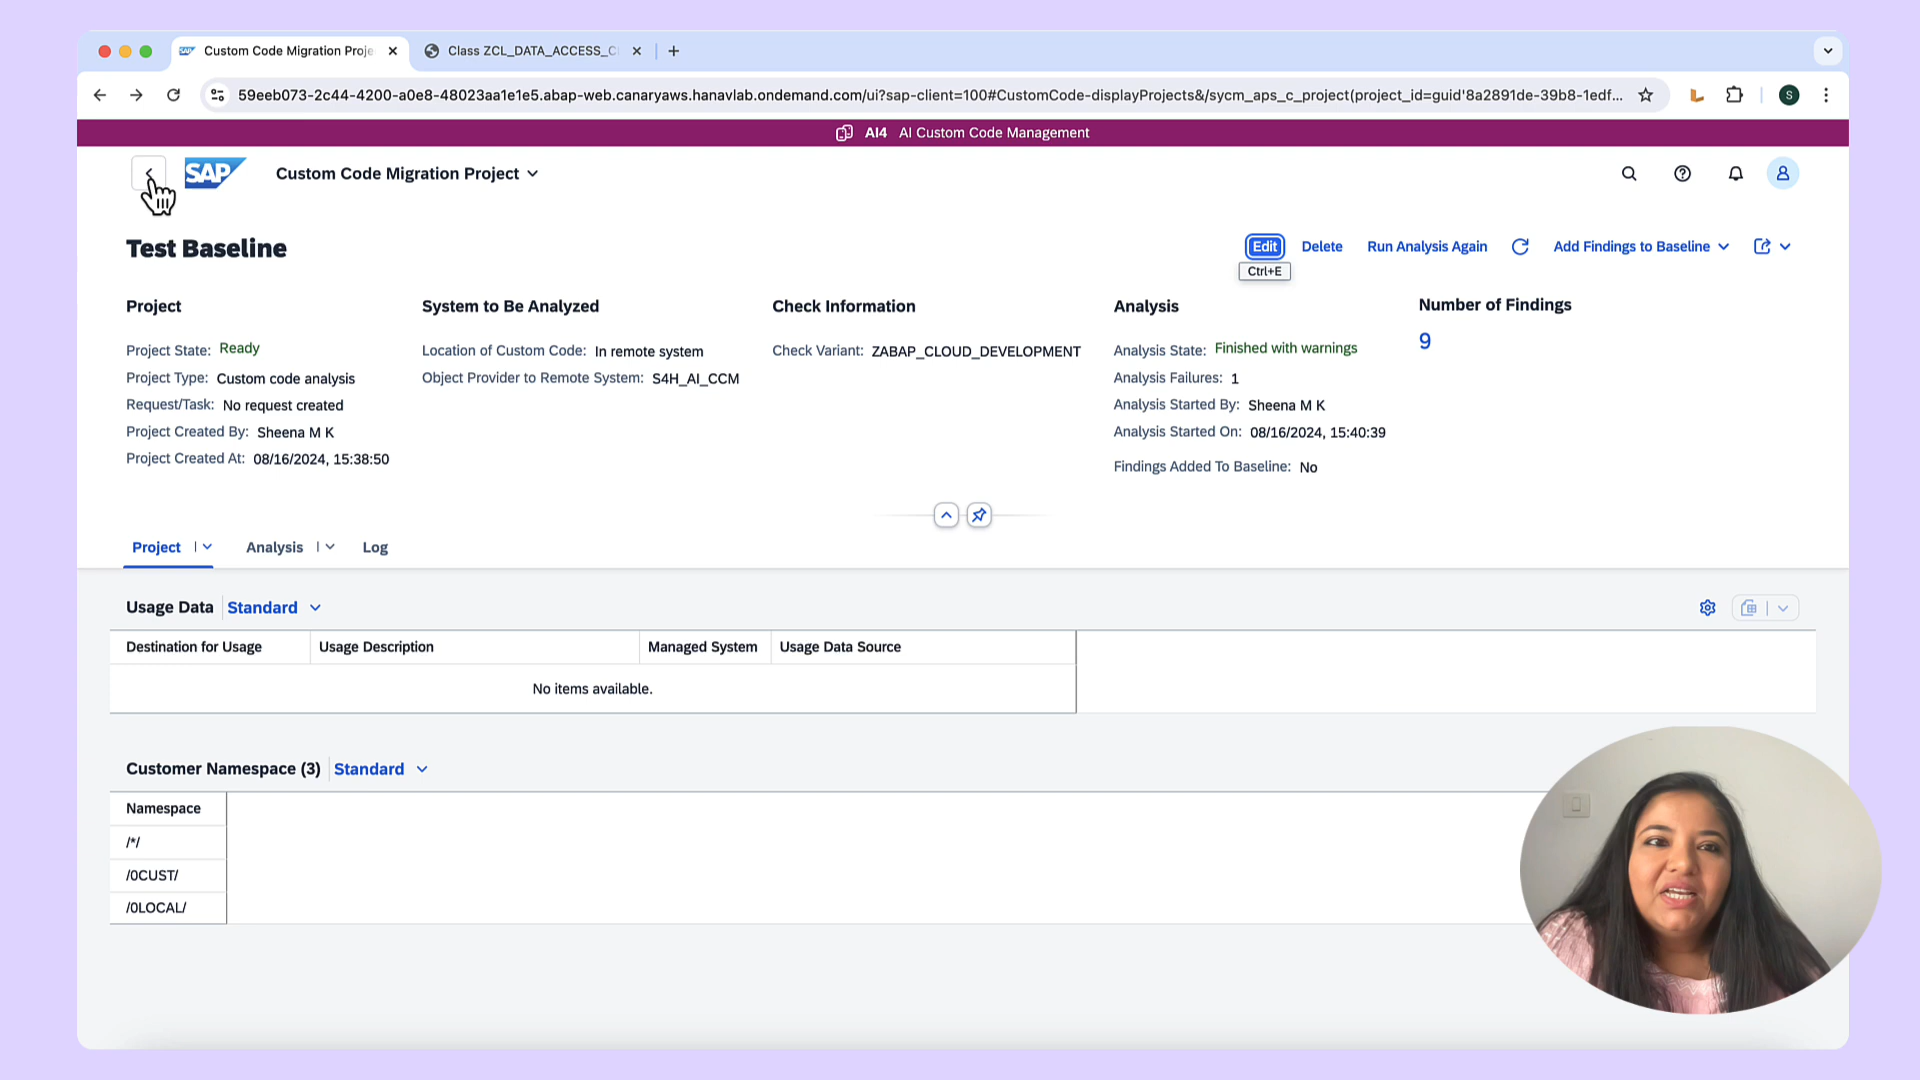 Custom Code Migration Proje
Class ZCL_DATA_ACCESS_C
59eeb073-2c44-4200-a0e8-48023aa1e1e5.abap-web.canaryaws.hanavlab.ondemand.com/ui?sap-client=100#CustomCode-displayProjects&/sycm_aps_c_project(project_id=guid'8a2891de-39b8-1edf...
S
AI4 AI Custom Code Management
SAP Custom Code Migration Project
Test Baseline
Edit Delete Run Analysis Again Add Findings to Baseline
Ctrl+E
Project
Project State: Ready
Project Type: Custom code analysis
Request/Task: No request created
Project Created By: Sheena M K
Project Created At: 08/16/2024, 15:38:50
System to Be Analyzed
Location of Custom Code: In remote system
Object Provider to Remote System: S4H_AI_CCM
Check Information
Check Variant: ZABAP_CLOUD_DEVELOPMENT
Analysis
Analysis State: Finished with warnings
Analysis Failures: 1
Analysis Started By: Sheena M K
Analysis Started On: 08/16/2024, 15:40:39
Findings Added To Baseline: No
Number of Findings
9
Project Analysis Log
Usage Data Standard
Destination for Usage Usage Description Managed System Usage Data Source
No items available.
Customer Namespace (3) Standard
Namespace
/*/
/0CUST/
/0LOCAL/